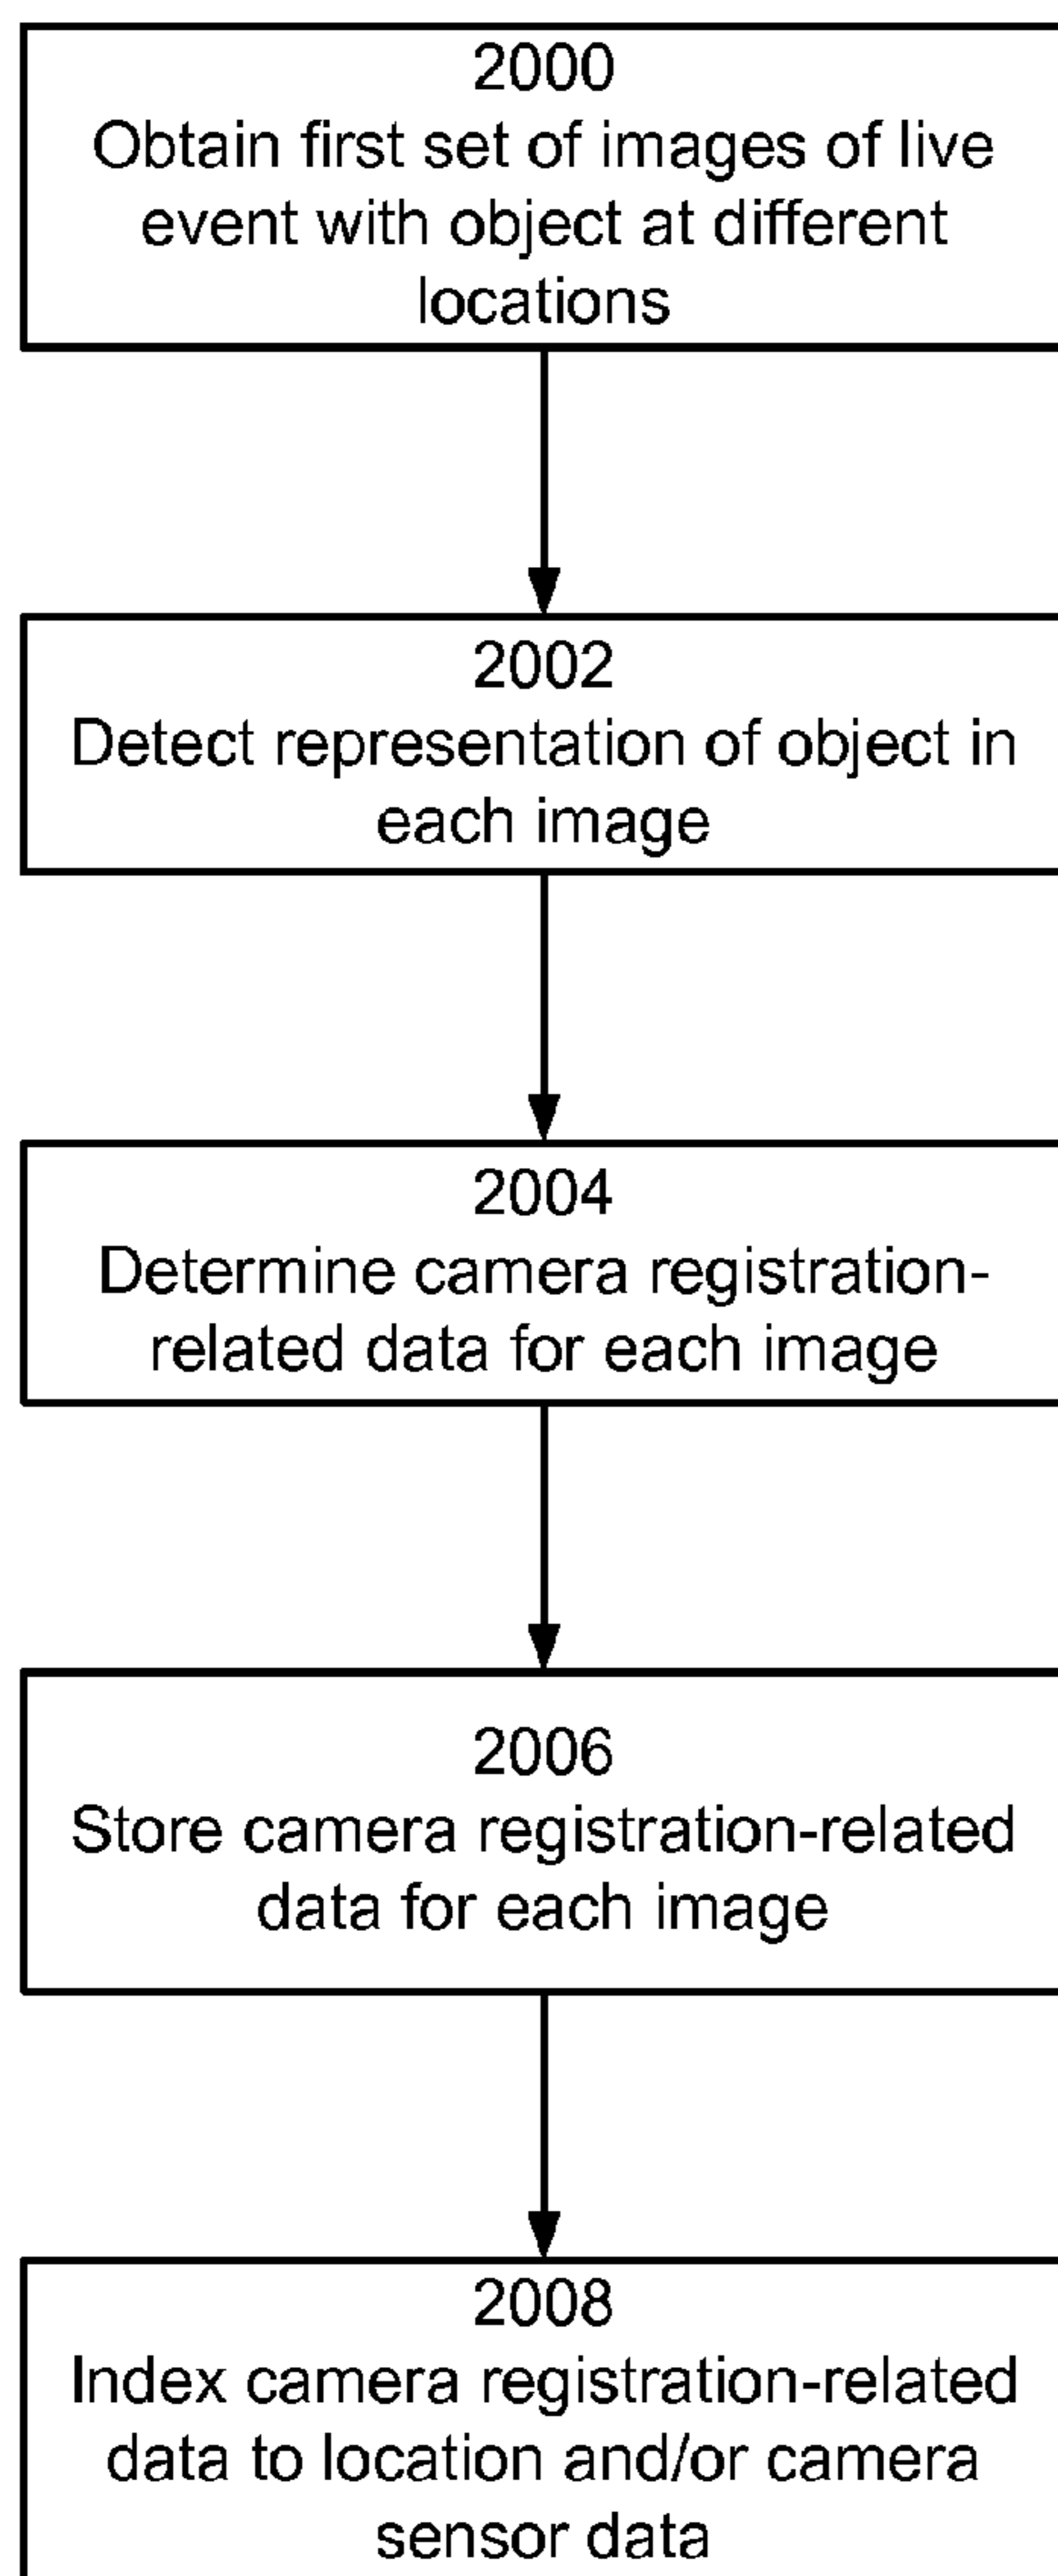 2000
Obtain first set of images of live
event with object at different
locations
2002
Detect representation of object in
each image
2004
Determine camera registration-
related data for each image
2006
Store camera registration-related
data for each image
2008
Index camera registration-related
data to location and/or camera
sensor data